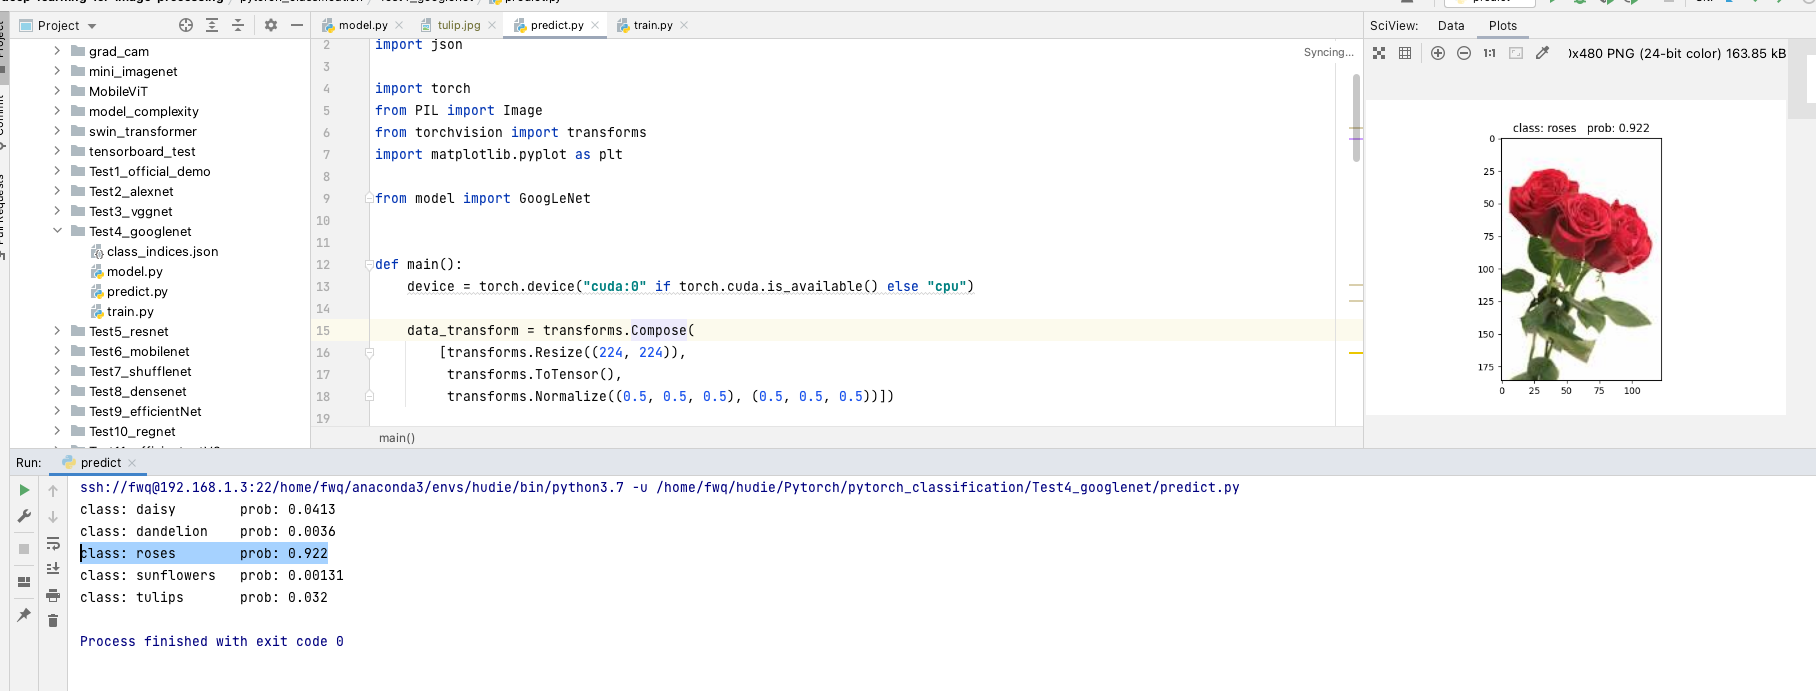 Project
model.py
tulip.jpg
predict.py
train.py
SciView:
Data
Plots
grad_cam
mini_imagenet
MobileViT
model_complexity
swin_transformer
tensorboard_test
Test1_official_demo
Test2_alexnet
Test3_vggnet
Test4_googlenet
class_indices.json
model.py
predict.py
train.py
Test5_resnet
Test6_mobilenet
Test7_shufflenet
Test8_densenet
Test9_efficientNet
Test10_regnet
Syncing...
2 import json
3
4 import torch
5 from PIL import Image
6 from torchvision import transforms
7 import matplotlib.pyplot as plt
8
9 from model import GoogLeNet
10
11
12 def main():
13 device = torch.device("cuda:0" if torch.cuda.is_available() else "cpu")
14
15 data_transform = transforms.Compose(
16 [transforms.Resize((224, 224)),
17 transforms.ToTensor(),
18 transforms.Normalize((0.5, 0.5, 0.5), (0.5, 0.5, 0.5))])
19
main()
1:1
x480 PNG (24-bit color) 163.85 kB
class: roses prob: 0.922
0
25
50
75
100
125
150
175
0 25 50 75 100
Run: predict
ssh://fwq@192.168.1.3:22/home/fwq/anaconda3/envs/hudie/bin/python3.7 -u /home/fwq/hudie/Pytorch/pytorch_classification/Test4_googlenet/predict.py
class: daisy prob: 0.0413
class: dandelion prob: 0.0036
class: roses prob: 0.922
class: sunflowers prob: 0.00131
class: tulips prob: 0.032
Process finished with exit code 0